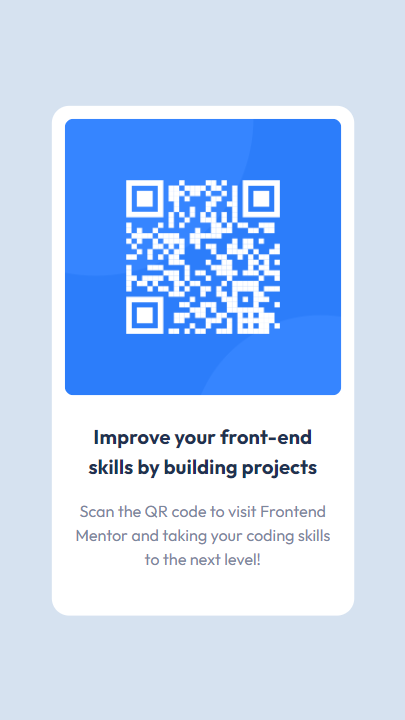 Improve your front-end
skills by building projects
Scan the QR code to visit Frontend
Mentor and taking your coding skills
to the next level!